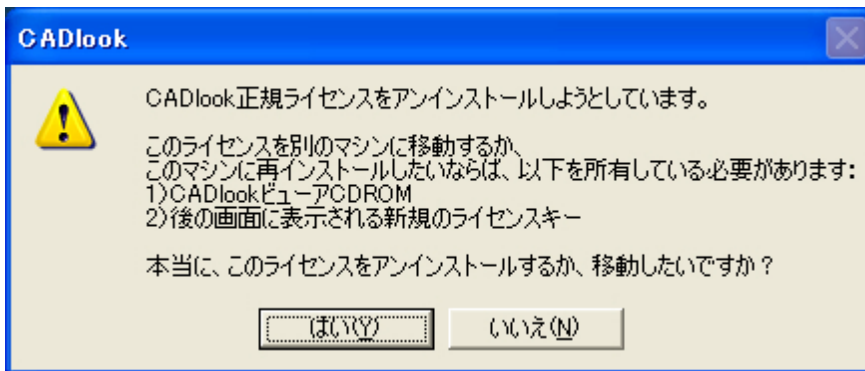 CADlook
CADlook正規ライセンスをアンインストールしようとしています。
このライセンスを別のマシンに移動するか、
このマシンに再インストールしたいならば、以下を所有している必要があります:
1)CADlookビューアCDROM
2)後の画面に表示される新規のライセンスキー
本当に、このライセンスをアンインストールするか、移動したいですか？
はい(Y)
いいえ(N)